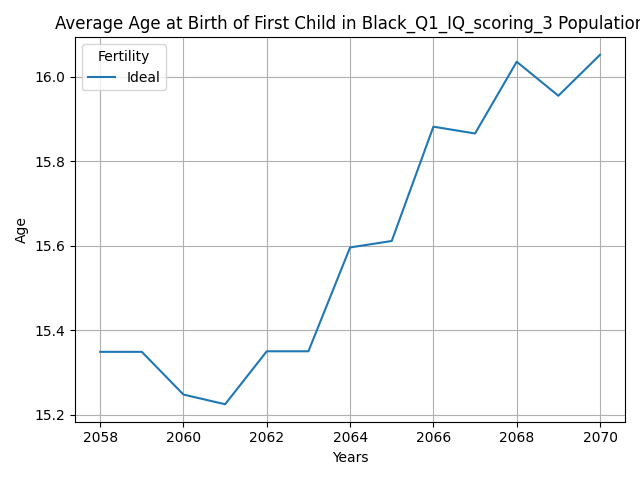 Average Age at Birth of First Child in Black_Q1_IQ_scoring_3 Population
Fertility
Ideal
16.0
15.8
15.6
15.4
15.2
Age
2058 2060 2062 2064 2066 2068 2070
Years